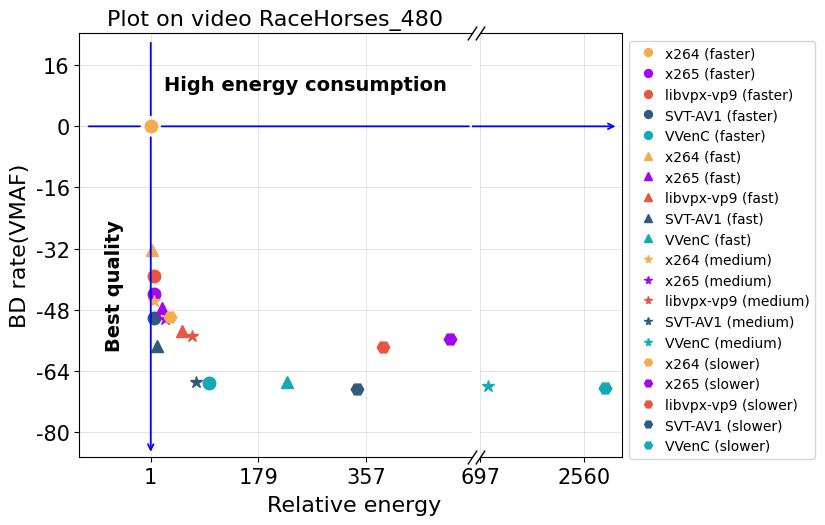 Plot on video RaceHorses_480
16
0
-16
-32
-48
-64
-80
BD rate(VMAF)
High energy consumption
Best quality
1
179
357
697
2560
Relative energy
x264 (faster)
x265 (faster)
libvpx-vp9 (faster)
SVT-AV1 (faster)
VVenC (faster)
x264 (fast)
x265 (fast)
libvpx-vp9 (fast)
SVT-AV1 (fast)
VVenC (fast)
x264 (medium)
x265 (medium)
libvpx-vp9 (medium)
SVT-AV1 (medium)
VVenC (medium)
x264 (slower)
x265 (slower)
libvpx-vp9 (slower)
SVT-AV1 (slower)
VVenC (slower)